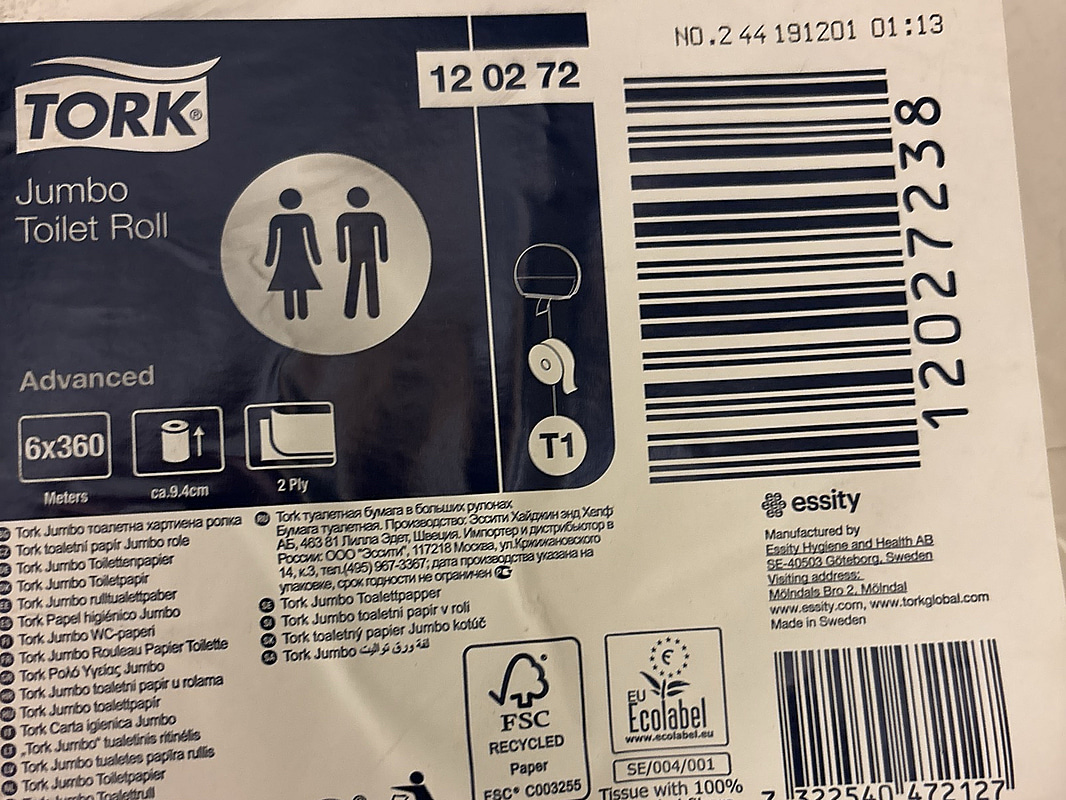 NO.2 44 191201 01:13
TORK®
12 02 72
Jumbo
Toilet Roll
Advanced
6x360
Meters
ca.9.4cm
2 Ply
T1
12027238
Tork Jumbo тоалетна хартиена ролка
Tork toaletní papír Jumbo role
Tork Jumbo Toilettenpapier
Tork Jumbo Toiletpapir
Tork Jumbo rulltualettpaber
Tork Papel higiénico Jumbo
Tork Jumbo WC-paperi
Tork Jumbo Rouleau Papier Toilette
Tork Ρολό Υγείας Jumbo
Tork Jumbo toaletni papir u rolama
Tork Jumbo toalettpapír
Tork Carta igienica Jumbo
„Tork Jumbo“ tualetinis ritinėlis
Tork Jumbo tualetes papīra rullis
Tork Jumbo Toiletpapier
Tork Jumbo Toalettrull
Tork туалетная бумага в больших рулонах
Бумага туалетная. Производство: Эссити Хайджин энд Хелф
АБ, 463 81 Лилла Эдет, Швеция. Импортер и дистрибьютор в
России: ООО "Эссити", 117218 Москва, ул.Кржижановского
14, к.3, тел.(495) 967-3367; дата производства указана на
упаковке, срок годности не ограничен
Tork Jumbo Toalettpapper
Tork Jumbo toaletni papir v roli
Tork toaletný papier Jumbo kotúč
Tork Jumbo
essity
Manufactured by
Essity Hygiene and Health AB
SE-40503 Göteborg, Sweden
Visiting address:
Mölndals Bro 2, Mölndal
www.essity.com, www.torkglobal.com
Made in Sweden
FSC
RECYCLED
Paper
FSC® C003255
EU
Ecolabel
www.ecolabel.eu
SE/004/001
Tissue with 100%
7 322540 472127